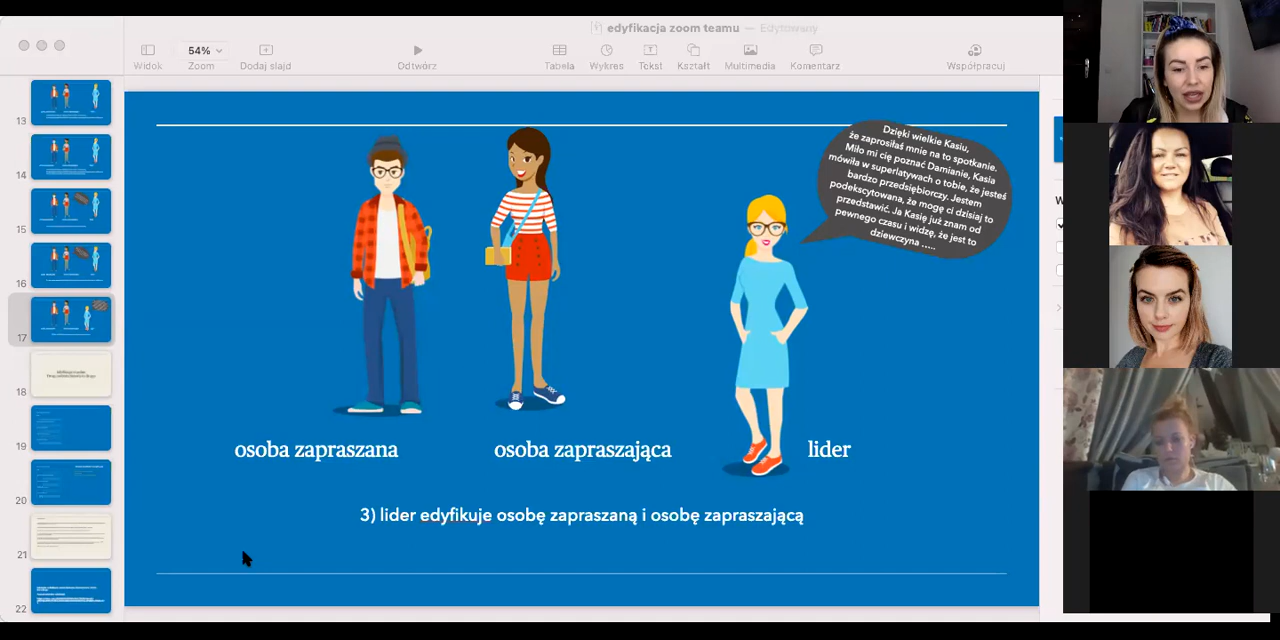 edyfikacja zoom teamu — Edytowany
54%
Widok
Zoom
Dodaj slajd
Odtwórz
Tabela
Wykres
Tekst
Kształt
Multimedia
Komentarz
Współpracuj
13
14
15
16
17
18
19
20
21
22
Dzięki wielkie Kasiu,
że zaprosiłaś mnie na to spotkanie.
Miło mi cię poznać Damianie, Kasia
mówiła w superlatywach o tobie, że jesteś
bardzo przedsiębiorczy. Jestem
podekscytowana, że mogę ci dzisiaj to
przedstawić. Ja Kasię już znam od
pewnego czasu i widzę, że jest to
dziewczyna .....
osoba zapraszana
osoba zapraszająca
lider
3) lider edyfikuje osobę zapraszaną i osobę zapraszającą